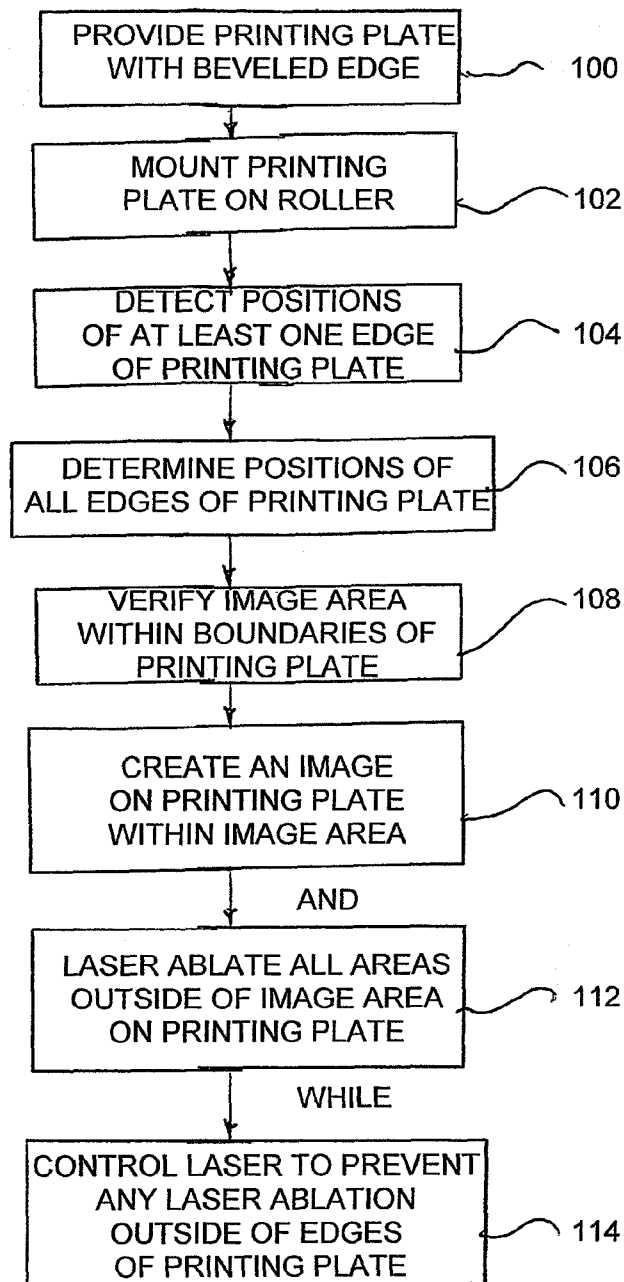 PROVIDE PRINTING PLATE
WITH BEVELED EDGE
100
MOUNT PRINTING
PLATE ON ROLLER
102
DETECT POSITIONS
OF AT LEAST ONE EDGE
OF PRINTING PLATE
104
DETERMINE POSITIONS OF
ALL EDGES OF PRINTING PLATE
106
VERIFY IMAGE AREA
WITHIN BOUNDARIES OF
PRINTING PLATE
108
CREATE AN IMAGE
ON PRINTING PLATE
WITHIN IMAGE AREA
110
AND
LASER ABLATE ALL AREAS
OUTSIDE OF IMAGE AREA
ON PRINTING PLATE
112
WHILE
CONTROL LASER TO PREVENT
ANY LASER ABLATION
OUTSIDE OF EDGES
OF PRINTING PLATE
114